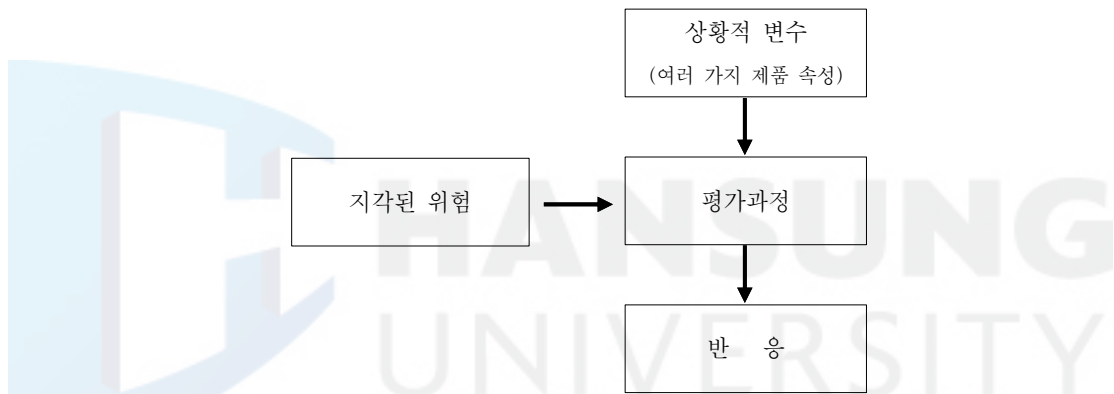 상황적 변수
(여러 가지 제품 속성)
지각된 위험
평가과정
반 응
HANSUNG
UNIVERSITY